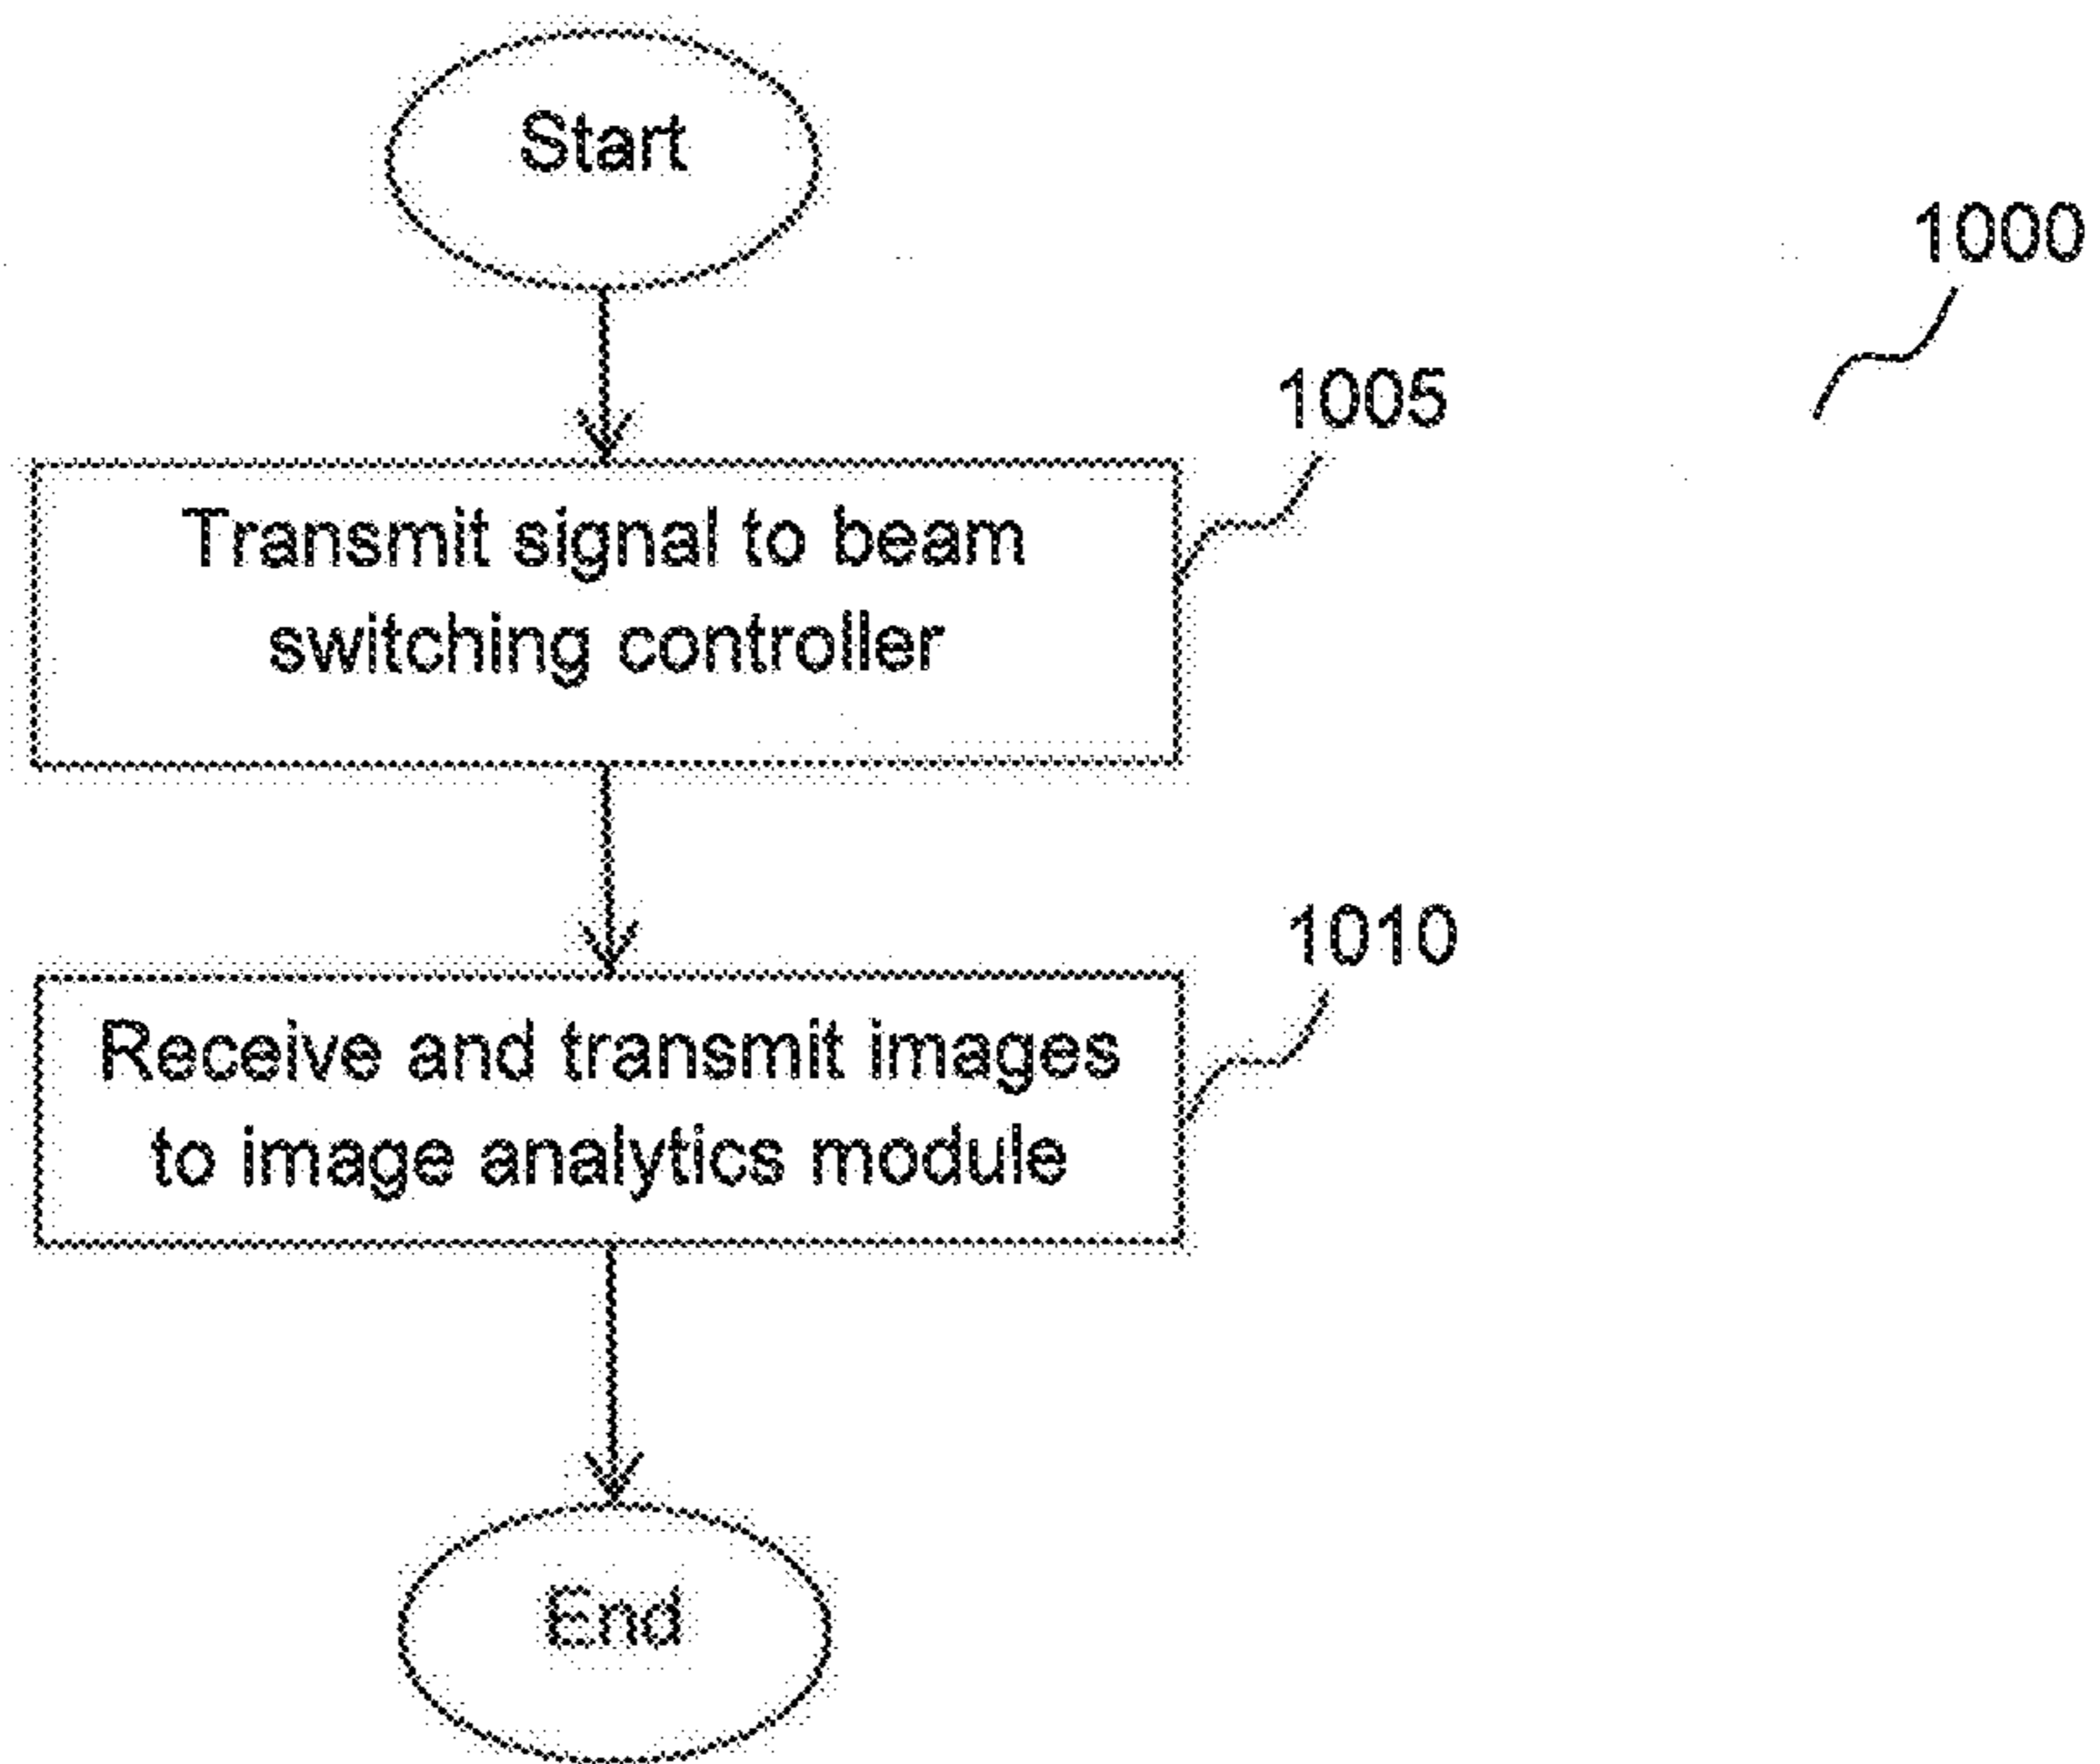 Start
1000
1005
Transmit signal to beam
switching controller
1010
Receive and transmit images
to image analytics module
End